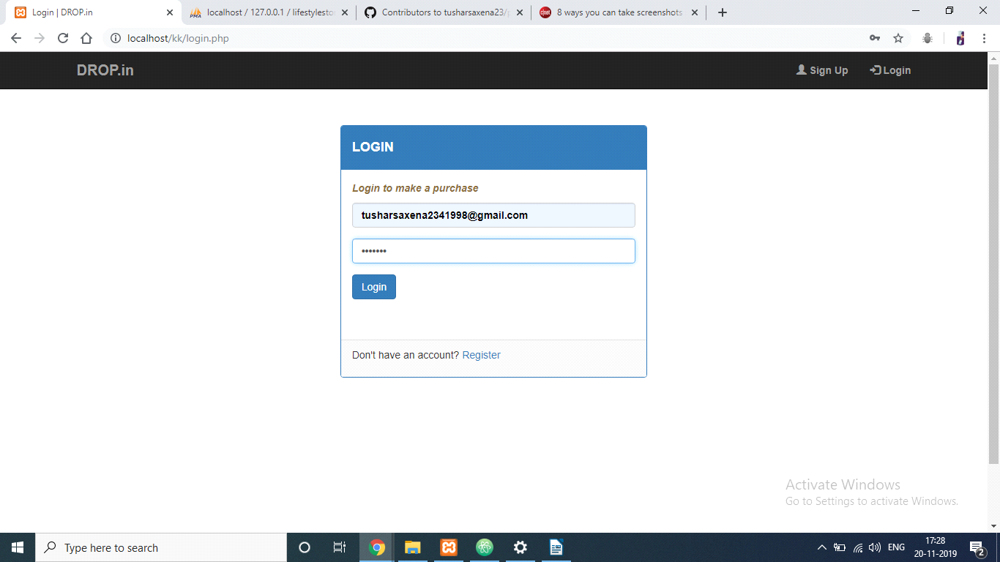 Login | DROP.in
localhost / 127.0.0.1 / lifestylesto
Contributors to tusharsaxena23/
8 ways you can take screenshots
localhost/kk/login.php
DROP.in
Sign Up
Login
LOGIN
Login to make a purchase
tusharsaxena2341998@gmail.com
•••••••
Login
Don't have an account? Register
Activate Windows
Go to Settings to activate Windows.
Type here to search
ENG
17:28
20-11-2019
2